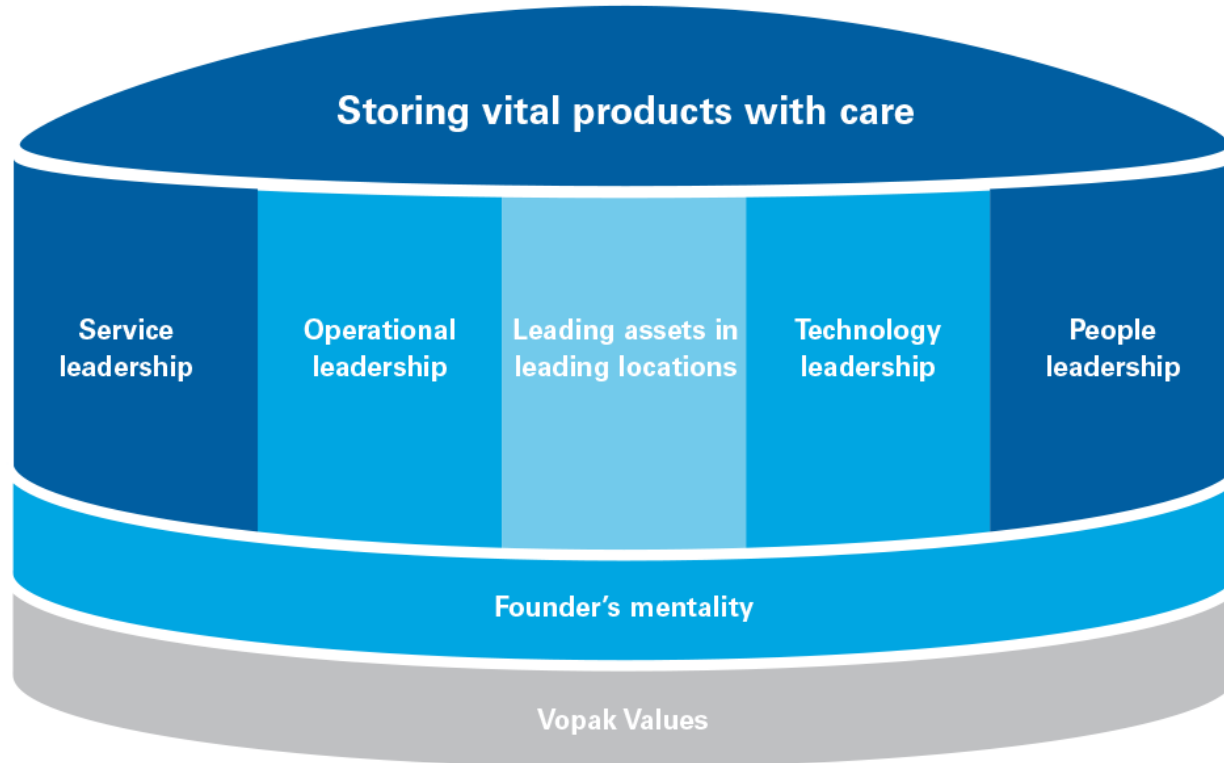 Storing vital products with care
Service
leadership
Operational
leadership
Leading assets in
leading locations
Technology
leadership
People
leadership
Founder’s mentality
Vopak Values